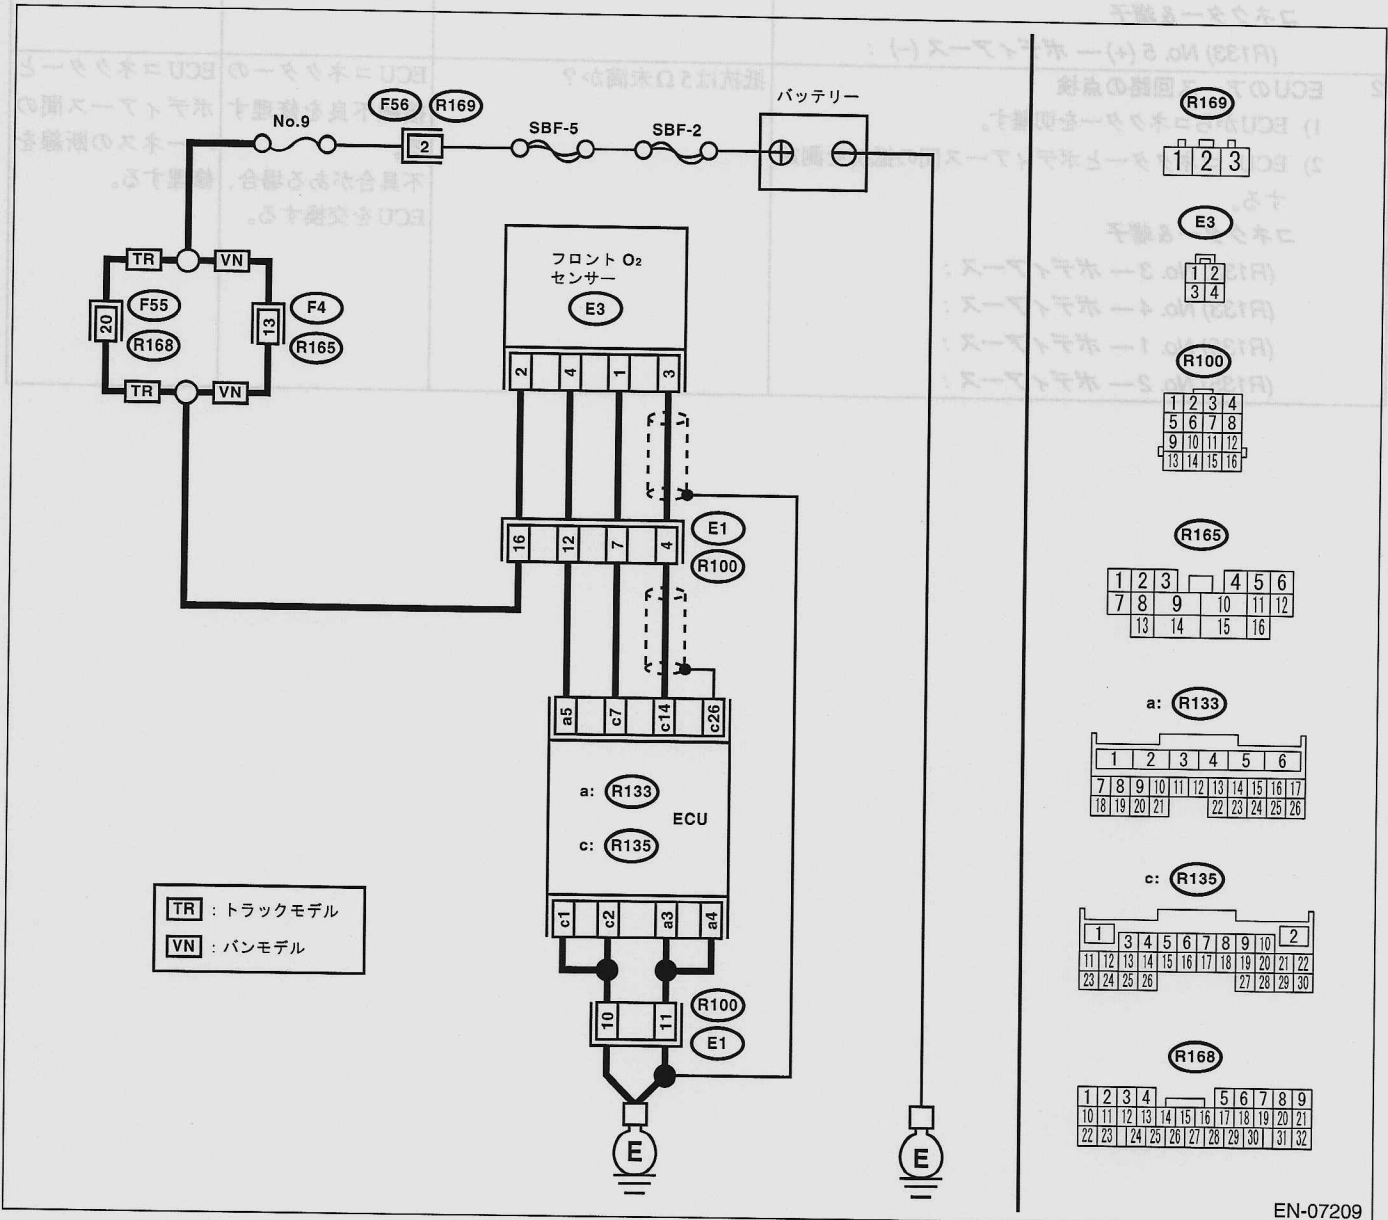 No.9
F56
R169
2
SBF-5
SBF-2
バッテリー
TR
VN
20
F55
R168
13
F4
R165
TR
VN
フロント O2
センサー
E3
2 4 1 3
16 12 7 4
E1
R100
a5 c7 c14 c26
a: R133
ECU
c: R135
c1 c2 a3 a4
10 11
R100
E1
E
E
TR : トラックモデル
VN : バンモデル
R169
1 2 3
E3
1 2
3 4
R100
1 2 3 4
5 6 7 8
9 10 11 12
13 14 15 16
R165
1 2 3 4 5 6
7 8 9 10 11 12
13 14 15 16
a: R133
1 2 3 4 5 6
7 8 9 10 11 12 13 14 15 16 17
18 19 20 21 22 23 24 25 26
c: R135
1 3 4 5 6 7 8 9 10 2
11 12 13 14 15 16 17 18 19 20 21 22
23 24 25 26 27 28 29 30
R168
1 2 3 4 5 6 7 8 9
10 11 12 13 14 15 16 17 18 19 20 21
22 23 24 25 26 27 28 29 30 31 32
EN-07209